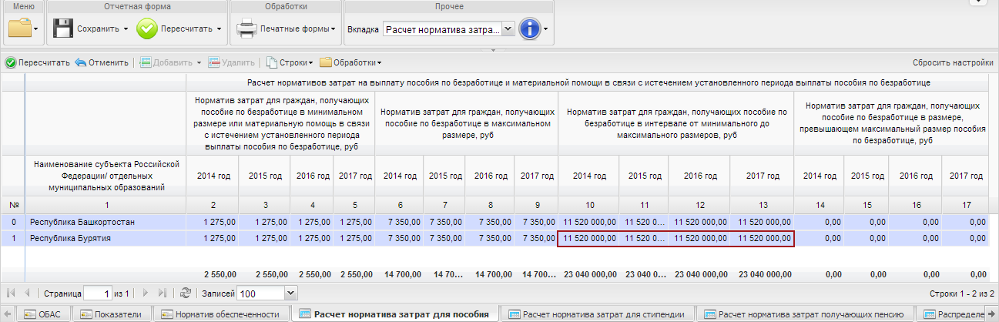 Меню Отчетная форма Обработки Прочее
Сохранить Пересчитать Печатные формы Вкладка Расчет норматива затра...
Пересчитать Отменить Добавить Удалить Строки Обработки Сбросить настройки
Расчет нормативов затрат на выплату пособия по безработице и материальной помощи в связи с истечением установленного периода выплаты пособия по безработице
Норматив затрат для граждан, получающих
пособие по безработице в минимальном
размере или материальную помощь в связи
с истечением установленного периода
выплаты пособия по безработице, руб
Норматив затрат для граждан, получающих
пособие по безработице в максимальном
размере, руб
Норматив затрат для граждан, получающих пособие по
безработице в интервале от минимального до
максимального размеров, руб
Норматив затрат для граждан, получающих
пособие по безработице в размере,
превышающем максимальный размер пособия
по безработице, руб
Наименование субъекта Российской
Федерации/ отдельных
муниципальных образований
2014 год 2015 год 2016 год 2017 год 2014 год 2015 год 2016 год 2017 год 2014 год 2015 год 2016 год 2017 год 2014 год 2015 год 2016 год 2017 год
№ 1 2 3 4 5 6 7 8 9 10 11 12 13 14 15 16 17
0 Республика Башкортостан 1 275,00 1 275,00 1 275,00 1 275,00 7 350,00 7 350,00 7 350,00 7 350,00 11 520 000,00 11 520 0... 11 520 000,00 11 520 000,00 0,00 0,00 0,00 0,00
1 Республика Бурятия 1 275,00 1 275,00 1 275,00 1 275,00 7 350,00 7 350,00 7 350,00 7 350,00 11 520 000,00 11 520 0... 11 520 000,00 11 520 000,00 0,00 0,00 0,00 0,00
2 550,00 2 550,00 2 550,00 2 550,00 14 700,00 14 70... 14 700,00 14 70... 23 040 000,00 23 040 0... 23 040 000,00 23 040 000,00 0,00 0,00 0,00 0,00
Страница 1 из 1 Записей 100 Строки 1 - 2 из 2
ОБАС Показатели Норматив обеспеченности Расчет норматива затрат для пособия Расчет норматива затрат для стипендии Расчет норматива затрат получающих пенсию Распределе